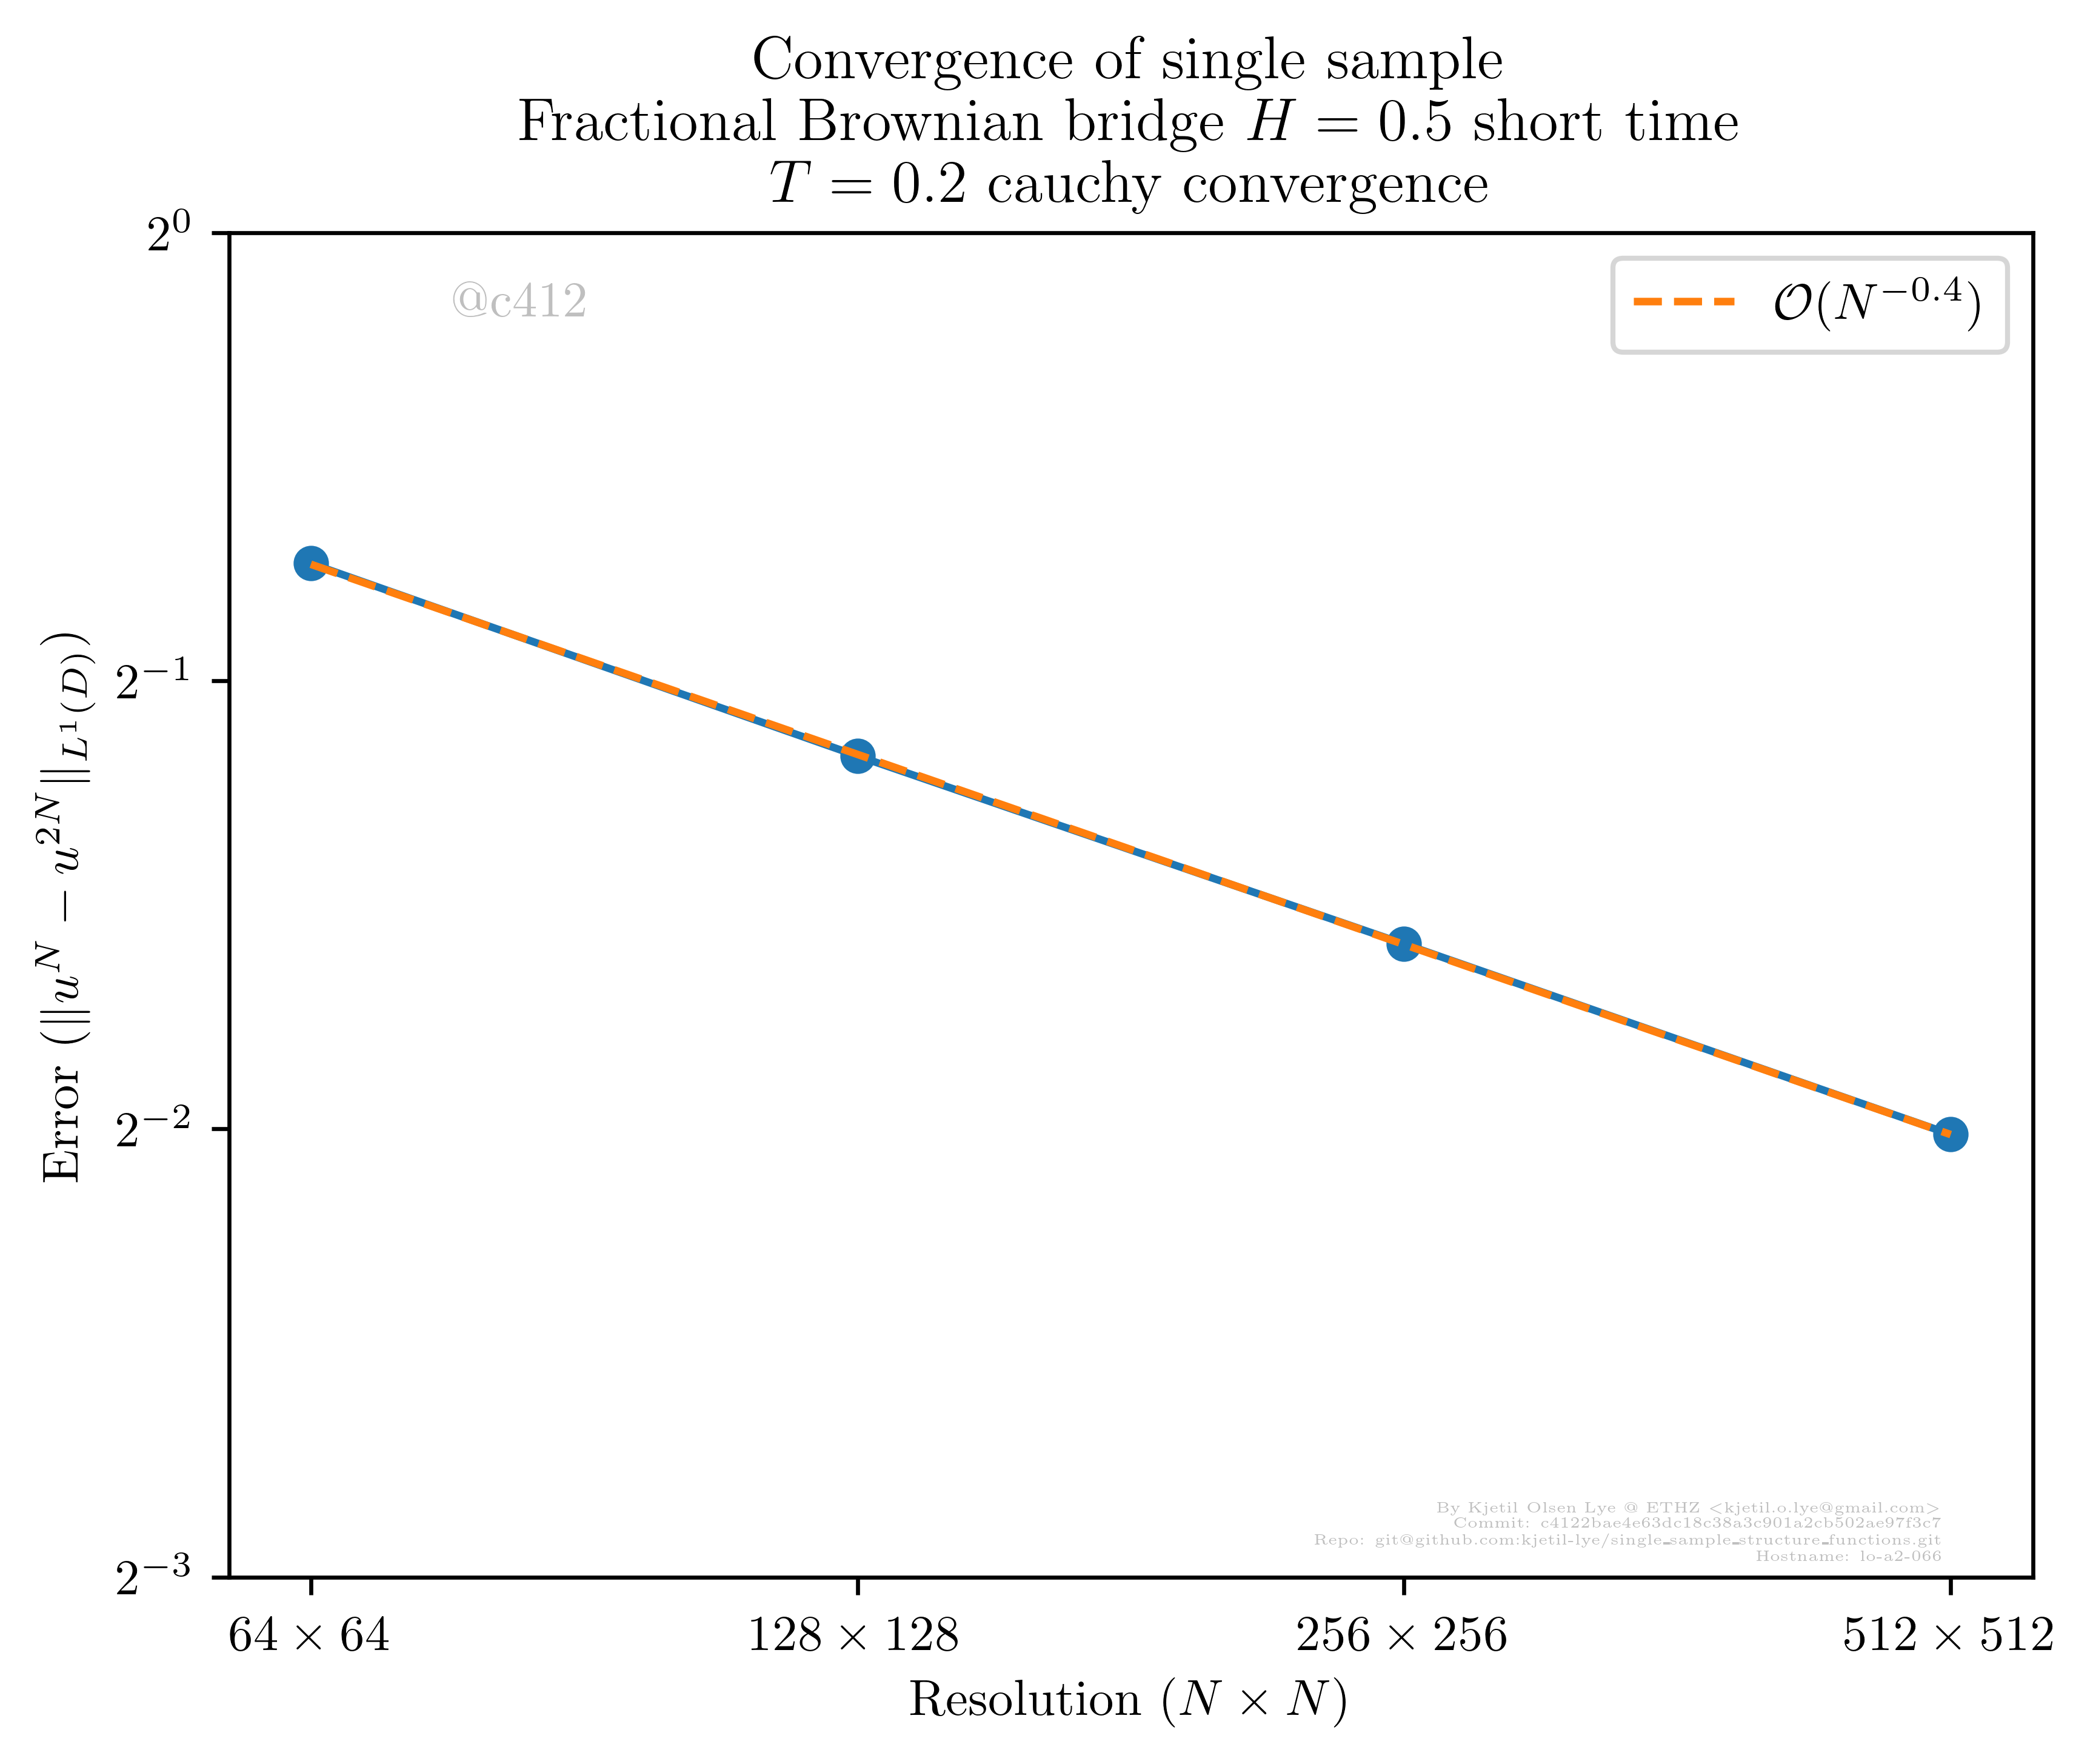 Convergence of single sample
Fractional Brownian bridge H = 0.5 short time
T = 0.2 cauchy convergence
2^0
@c412
O(N^{-0.4})
2^{-1}
Error (‖u^N − u^{2N}‖_{L^1(D)})
2^{-2}
By Kjetil Olsen Lye @ ETHZ <kjetil.o.lye@gmail.com>
Commit: c4122bae4e63dc18c38a3c901a2cb502ae97f3c7
Repo: git@github.com:kjetil-lye/single_sample_structure_functions.git
Hostname: lo-a2-066
2^{-3}
64 × 64 128 × 128 256 × 256 512 × 512
Resolution (N × N)